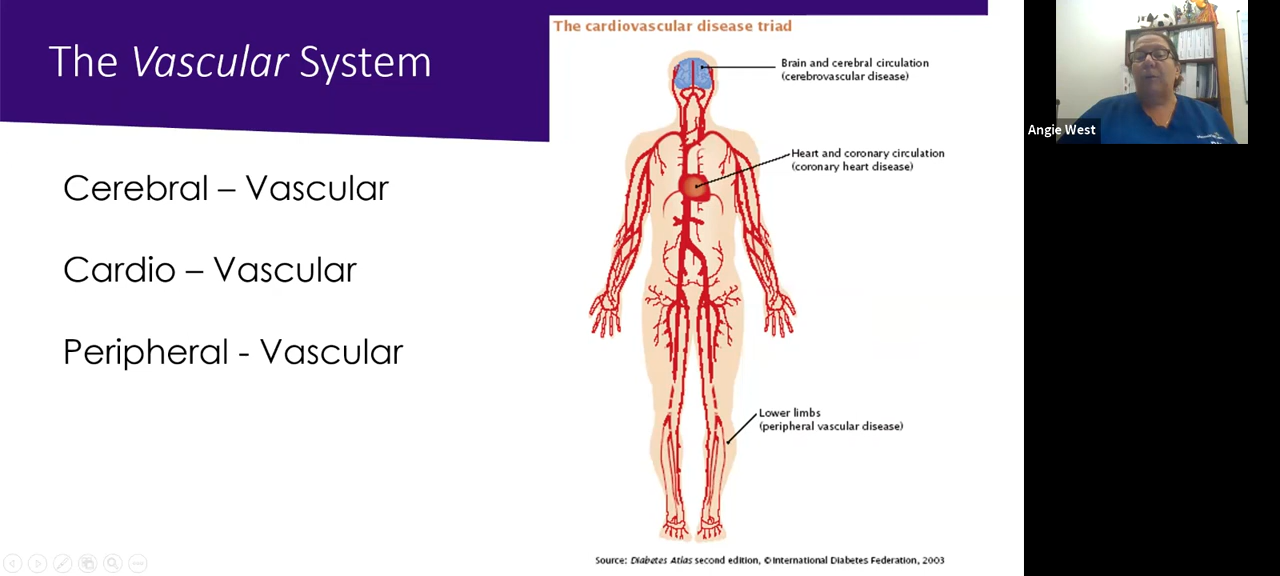 The Vascular System
Cerebral – Vascular
Cardio – Vascular
Peripheral - Vascular
The cardiovascular disease triad
Brain and cerebral circulation
(cerebrovascular disease)
Heart and coronary circulation
(coronary heart disease)
Lower limbs
(peripheral vascular disease)
Source: Diabetes Atlas second edition, ©International Diabetes Federation, 2003
Angie West